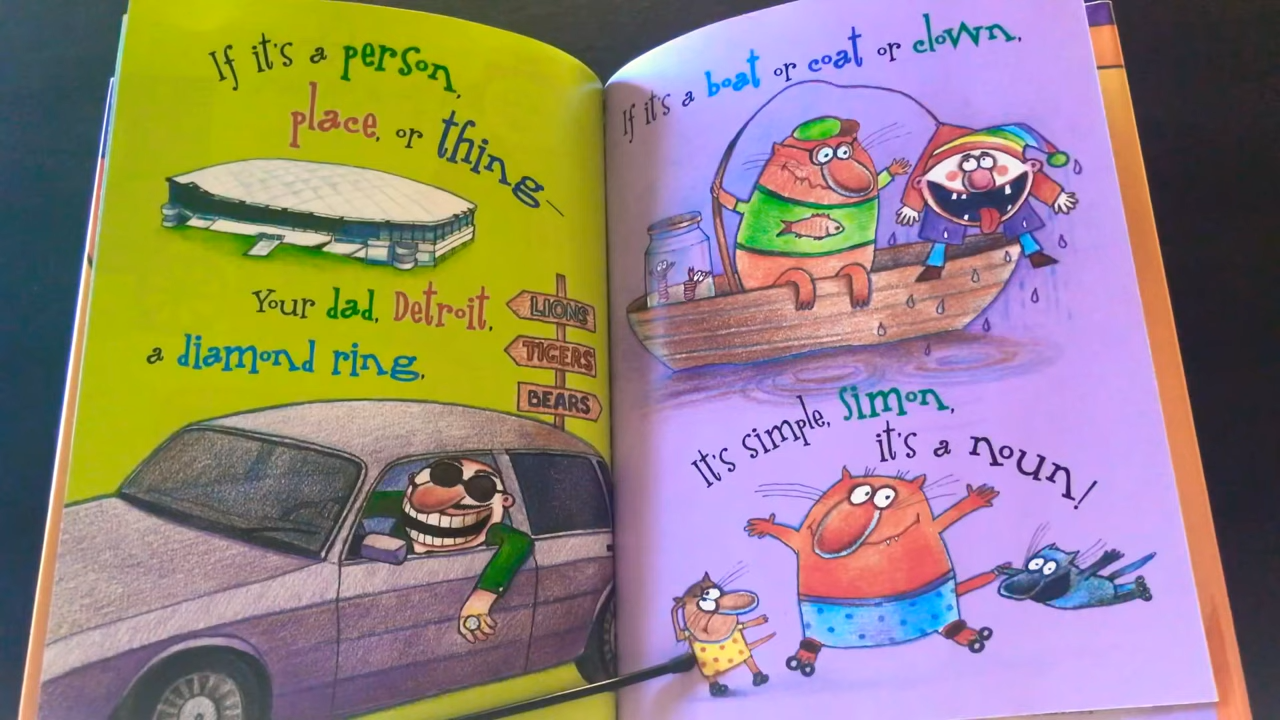 If it's a person,
place, or thing—
Your dad, Detroit,
a diamond ring,
LIONS
TIGERS
BEARS
If it's a boat or coat or clown,
It's simple, Simon,
it's a noun!